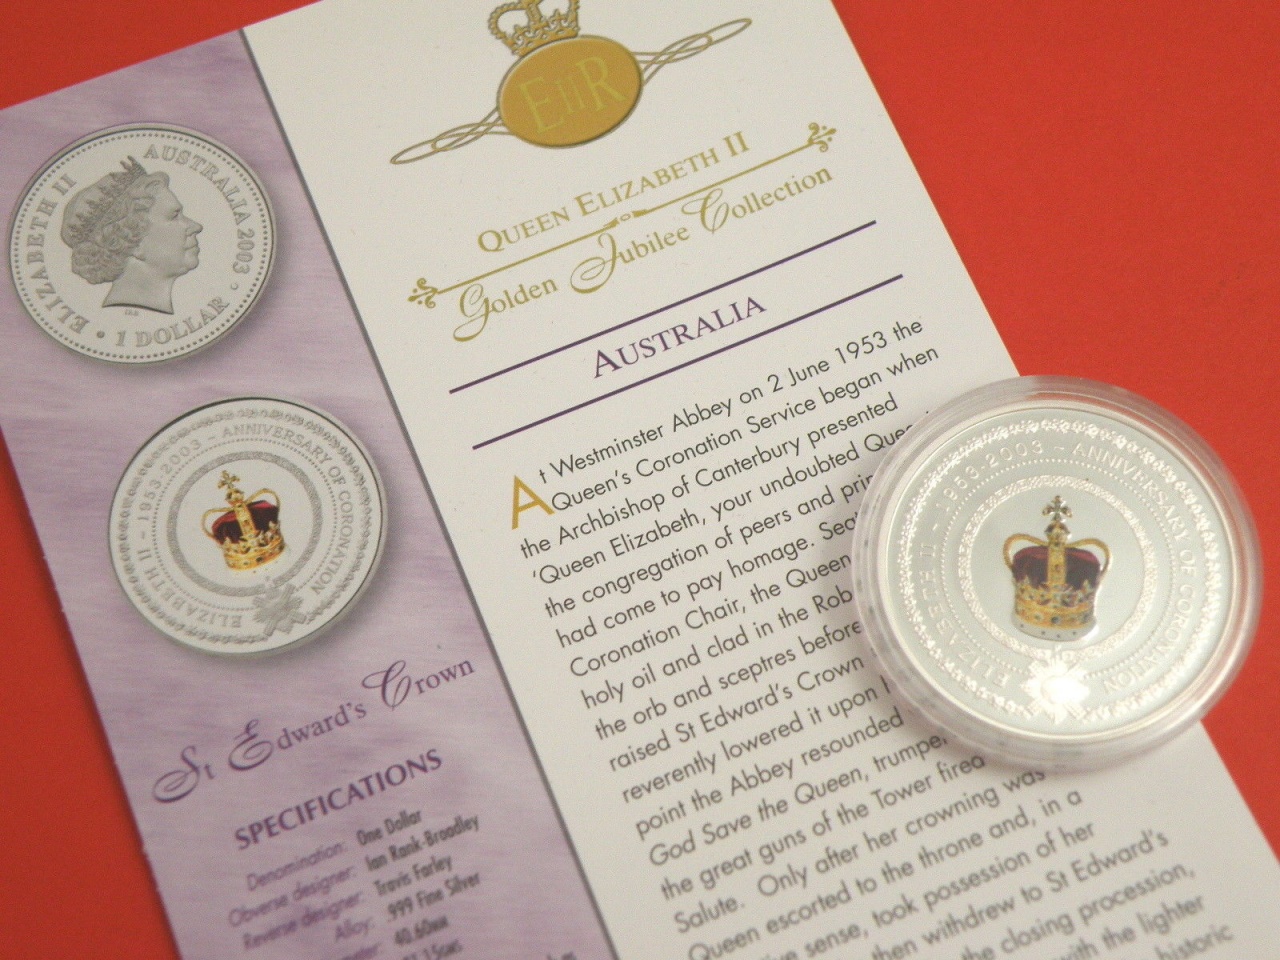 EIIR
QUEEN ELIZABETH II
Golden Jubilee Collection
AUSTRALIA
At Westminster Abbey on 2 June 1953 the
Queen's Coronation Service began when
the Archbishop of Canterbury presented
'Queen Elizabeth, your undoubted
the congregation of peers and
had come to pay homage.
Coronation Chair, the Queen
holy oil and clad in the
the orb and sceptres before
raised St Edward's Crown
reverently lowered it upon
point the Abbey resounded
God Save the Queen,
the great guns of the Tower fired
Salute. Only after her crowning was
Queen escorted to the throne and, in a
sense, took possession of her
then withdrew to St Edward's
the closing procession,
with the lighter
historic
ELIZABETH II AUSTRALIA 2003
1 DOLLAR
ELIZABETH II – 1953-2003 – ANNIVERSARY OF CORONATION
St Edward's Crown
SPECIFICATIONS
Denomination: One Dollar
Obverse designer: Ian Rank-Broadley
Reverse designer: Travis Farley
Alloy: .999 Fine Silver
40.60mm
ELIZABETH II – 1953-2003 – ANNIVERSARY OF CORONATION